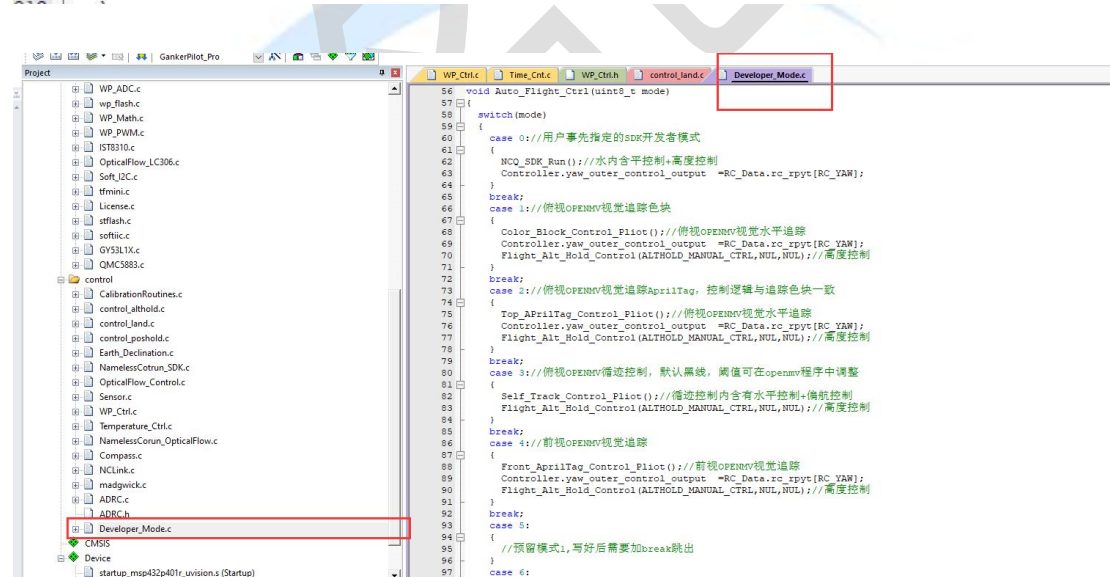 GankerPilot_Pro
Project
WP_ADC.c
wp_flash.c
WP_Math.c
WP_PWM.c
IST8310.c
OpticalFlow_LC306.c
Soft_I2C.c
tfmini.c
License.c
stflash.c
softiic.c
GY53L1X.c
QMC5883.c
control
CalibrationRoutines.c
control_althold.c
control_land.c
control_poshold.c
Earth_Declination.c
NamelessCotrun_SDK.c
OpticalFlow_Control.c
Sensor.c
WP_Ctrl.c
Temperature_Ctrl.c
NamelessCorun_OpticalFlow.c
Compass.c
NCLink.c
madgwick.c
ADRC.c
ADRC.h
Developer_Mode.c
CMSIS
Device
startup_msp432p401r_uvision.s (Startup)
WP_Ctrl.c Time_Cnt.c WP_Ctrl.h control_land.c Developer_Mode.c
56 void Auto_Flight_Ctrl(uint8_t mode)
57 {
58 switch(mode)
59 {
60 case 0://用户事先指定的SDK开发者模式
61 {
62 NCQ_SDK_Run();//水内含平控制+高度控制
63 Controller.yaw_outer_control_output =RC_Data.rc_rpyt[RC_YAW];
64 }
65 break;
66 case 1://俯视OPENMV视觉追踪色块
67 {
68 Color_Block_Control_Pliot();//俯视OPENMV视觉水平追踪
69 Controller.yaw_outer_control_output =RC_Data.rc_rpyt[RC_YAW];
70 Flight_Alt_Hold_Control(ALTHOLD_MANUAL_CTRL,NUL,NUL);//高度控制
71 }
72 break;
73 case 2://俯视OPENMV视觉追踪AprilTag，控制逻辑与追踪色块一致
74 {
75 Top_APrilTag_Control_Pliot();//俯视OPENMV视觉水平追踪
76 Controller.yaw_outer_control_output =RC_Data.rc_rpyt[RC_YAW];
77 Flight_Alt_Hold_Control(ALTHOLD_MANUAL_CTRL,NUL,NUL);//高度控制
78 }
79 break;
80 case 3://俯视OPENMV循迹控制，默认黑线，阈值可在openmv程序中调整
81 {
82 Self_Track_Control_Pliot();//循迹控制内含有水平控制+偏航控制
83 Flight_Alt_Hold_Control(ALTHOLD_MANUAL_CTRL,NUL,NUL);//高度控制
84 }
85 break;
86 case 4://前视OPENMV视觉追踪
87 {
88 Front_AprilTag_Control_Pliot();//前视OPENMV视觉追踪
89 Controller.yaw_outer_control_output =RC_Data.rc_rpyt[RC_YAW];
90 Flight_Alt_Hold_Control(ALTHOLD_MANUAL_CTRL,NUL,NUL);//高度控制
91 }
92 break;
93 case 5:
94 {
95 //预留模式1,写好后需要加break跳出
96 }
97 case 6: